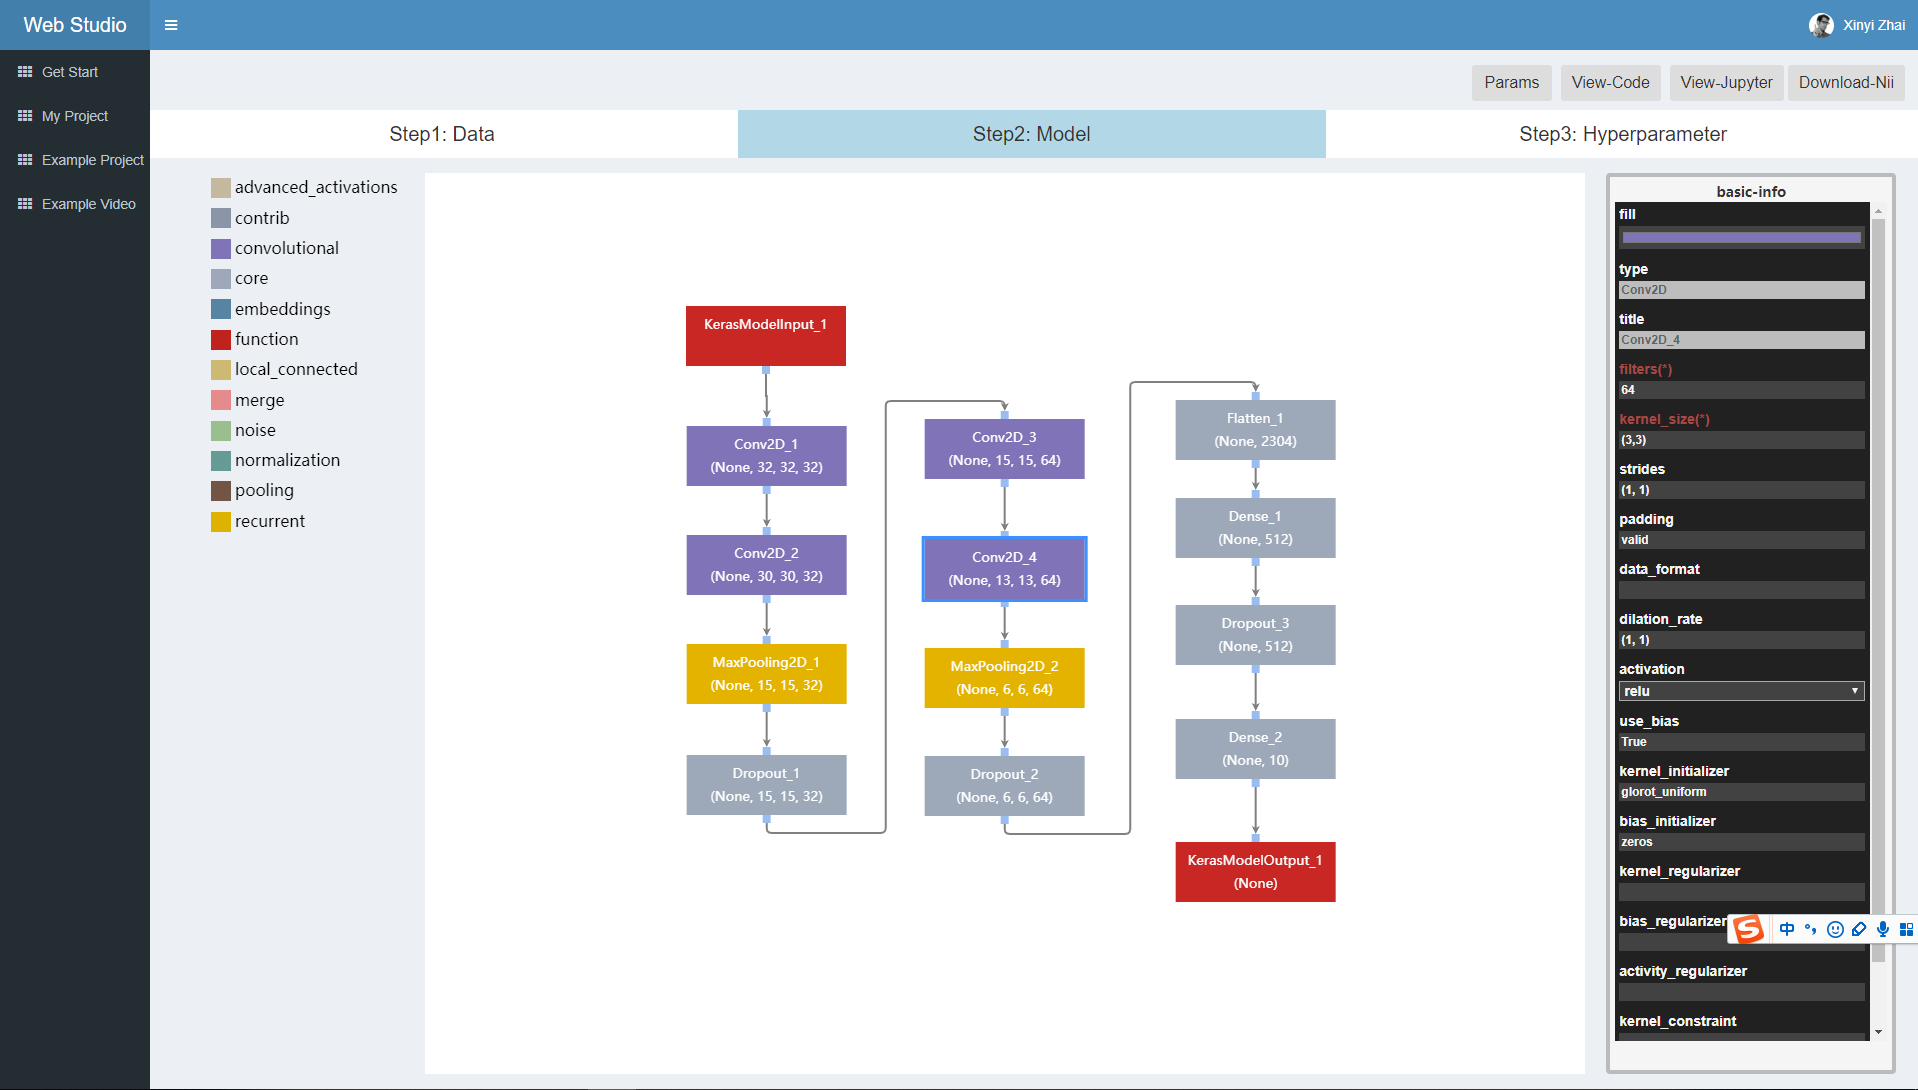 Web Studio
Xinyi Zhai
Get Start
My Project
Example Project
Example Video
Params
View-Code
View-Jupyter
Download-Nii
Step1: Data
Step2: Model
Step3: Hyperparameter
advanced_activations
contrib
convolutional
core
embeddings
function
local_connected
merge
noise
normalization
pooling
recurrent
KerasModelInput_1
Conv2D_1
(None, 32, 32, 32)
Conv2D_2
(None, 30, 30, 32)
MaxPooling2D_1
(None, 15, 15, 32)
Dropout_1
(None, 15, 15, 32)
Conv2D_3
(None, 15, 15, 64)
Conv2D_4
(None, 13, 13, 64)
MaxPooling2D_2
(None, 6, 6, 64)
Dropout_2
(None, 6, 6, 64)
Flatten_1
(None, 2304)
Dense_1
(None, 512)
Dropout_3
(None, 512)
Dense_2
(None, 10)
KerasModelOutput_1
(None)
basic-info
fill
type
Conv2D
title
Conv2D_4
filters(*)
64
kernel_size(*)
(3,3)
strides
(1, 1)
padding
valid
data_format
dilation_rate
(1, 1)
activation
relu
use_bias
True
kernel_initializer
glorot_uniform
bias_initializer
zeros
kernel_regularizer
bias_regularizer
S 中
activity_regularizer
kernel_constraint